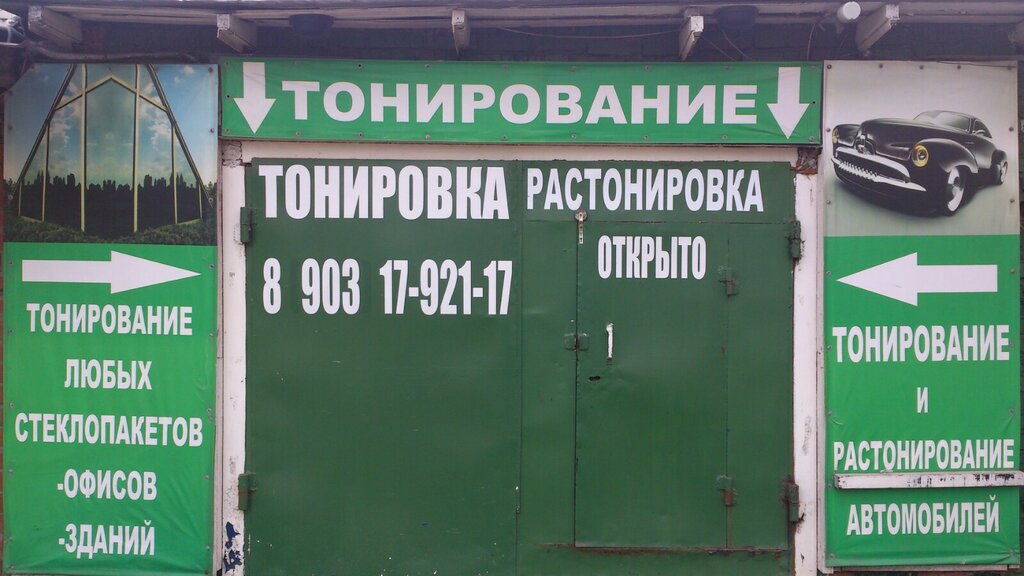 ТОНИРОВАНИЕ
ТОНИРОВКА
8 903 17-921-17
РАСТОНИРОВКА
ОТКРЫТО
ТОНИРОВАНИЕ
ЛЮБЫХ
СТЕКЛОПАКЕТОВ
-ОФИСОВ
-ЗДАНИЙ
ТОНИРОВАНИЕ
И
РАСТОНИРОВАНИЕ
АВТОМОБИЛЕЙ